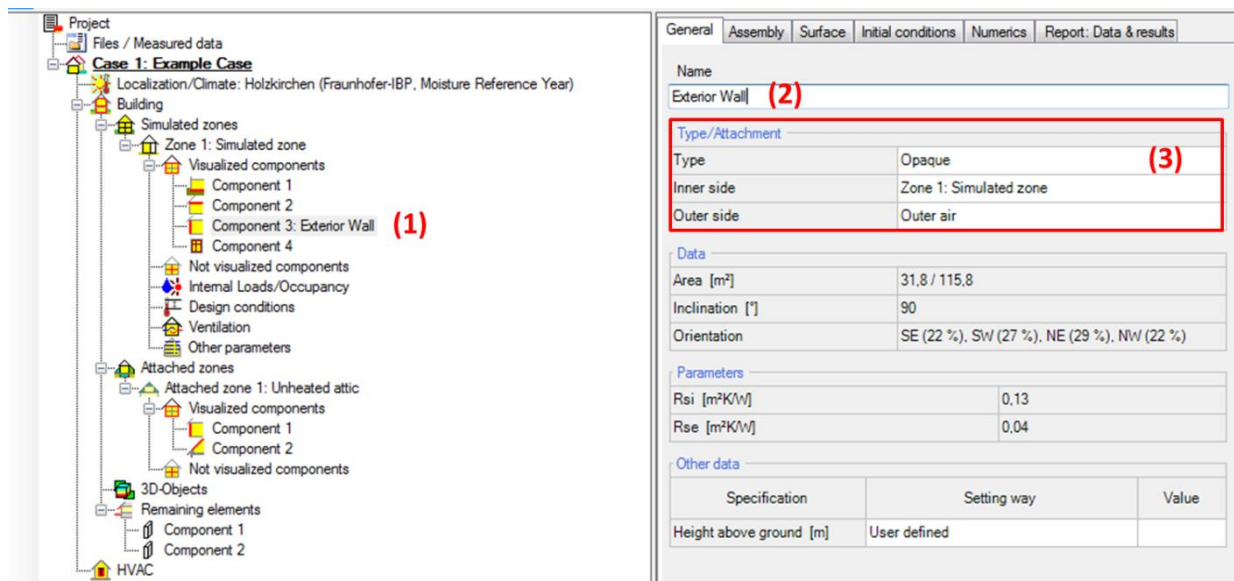 Project
Files / Measured data
Case 1: Example Case
Localization/Climate: Holzkirchen (Fraunhofer-IBP, Moisture Reference Year)
Building
Simulated zones
Zone 1: Simulated zone
Visualized components
Component 1
Component 2
Component 3: Exterior Wall (1)
Component 4
Not visualized components
Internal Loads/Occupancy
Design conditions
Ventilation
Other parameters
Attached zones
Attached zone 1: Unheated attic
Visualized components
Component 1
Component 2
Not visualized components
3D-Objects
Remaining elements
Component 1
Component 2
HVAC
General Assembly Surface Initial conditions Numerics Report: Data & results
Name
Exterior Wall (2)
Type/Attachment
Type Opaque (3)
Inner side Zone 1: Simulated zone
Outer side Outer air
Data
Area [m²] 31,8 / 115,8
Inclination [°] 90
Orientation SE (22 %), SW (27 %), NE (29 %), NW (22 %)
Parameters
Rsi [m²K/W] 0,13
Rse [m²K/W] 0,04
Other data
Specification Setting way Value
Height above ground [m] User defined